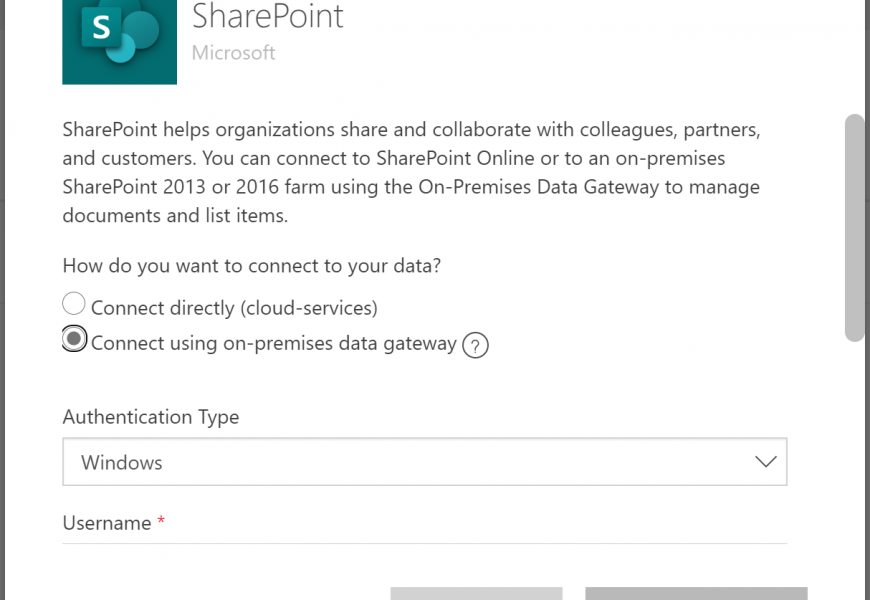 S
SharePoint
Microsoft
SharePoint helps organizations share and collaborate with colleagues, partners,
and customers. You can connect to SharePoint Online or to an on-premises
SharePoint 2013 or 2016 farm using the On-Premises Data Gateway to manage
documents and list items.
How do you want to connect to your data?
Connect directly (cloud-services)
Connect using on-premises data gateway ?
Authentication Type
Windows
Username *